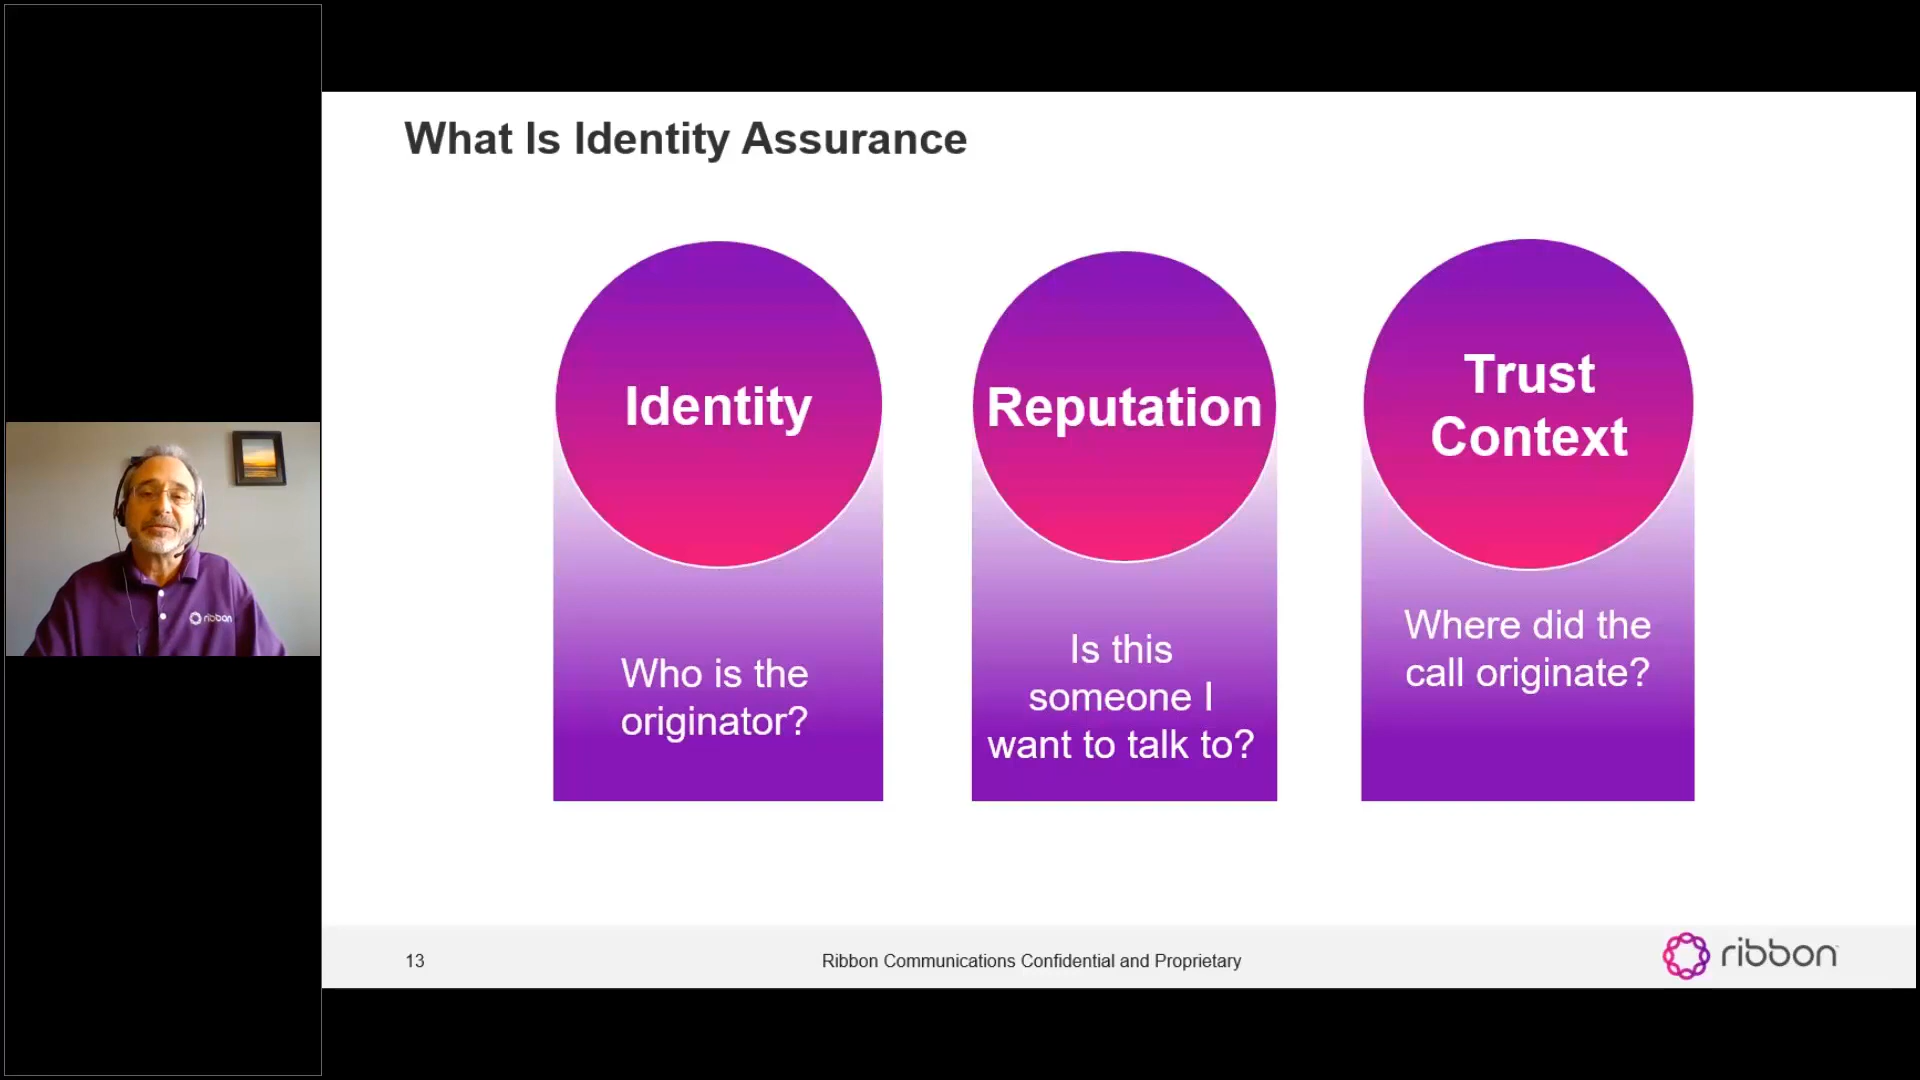 What Is Identity Assurance
Identity
Who is the
originator?
Reputation
Is this
someone I
want to talk to?
Trust
Context
Where did the
call originate?
ribbon
13
Ribbon Communications Confidential and Proprietary
ribbon